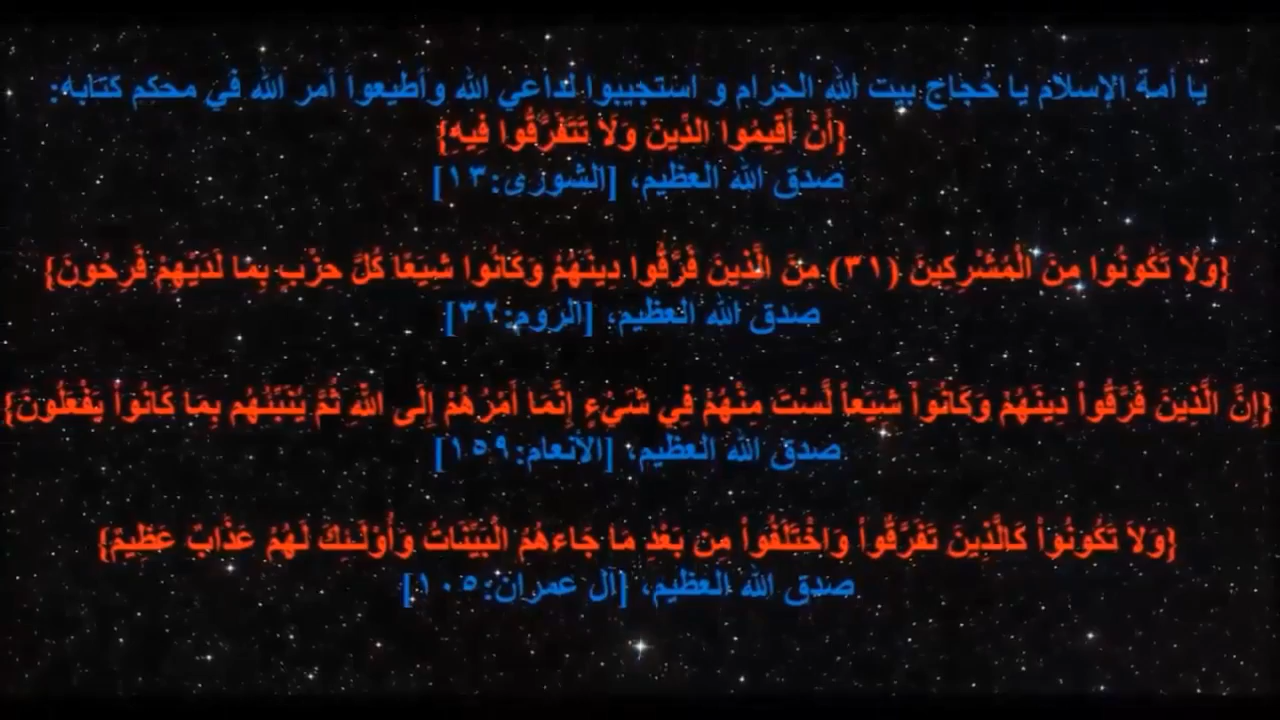 يا أمة الإسلام يا حُجاج بيت الله الحرام و استجيبوا لداعي الله وأطيعوا أمر الله في محكم كتابه:
{أَنْ أَقِيمُوا الدِّينَ وَلَا تَتَفَرَّقُوا فِيهِ}
صدق الله العظيم، [الشورى:١٣]
{وَلَا تَكُونُوا مِنَ الْمُشْرِكِينَ (٣١) مِنَ الَّذِينَ فَرَّقُوا دِينَهُمْ وَكَانُوا شِيَعًا كُلُّ حِزْبٍ بِمَا لَدَيْهِمْ فَرِحُونَ}
صدق الله العظيم، [الروم:٣٢]
{إِنَّ الَّذِينَ فَرَّقُواْ دِينَهُمْ وَكَانُواْ شِيَعاً لَّسْتَ مِنْهُمْ فِي شَيْءٍ إِنَّمَا أَمْرُهُمْ إِلَى اللّهِ ثُمَّ يُنَبِّئُهُم بِمَا كَانُواْ يَفْعَلُونَ}
صدق الله العظيم، [الأنعام:١٥٩]
{وَلاَ تَكُونُواْ كَالَّذِينَ تَفَرَّقُواْ وَاخْتَلَفُواْ مِن بَعْدِ مَا جَاءهُمُ الْبَيِّنَاتُ وَأُوْلَـئِكَ لَهُمْ عَذَابٌ عَظِيمٌ}
صدق الله العظيم، [آل عمران:١٠٥]